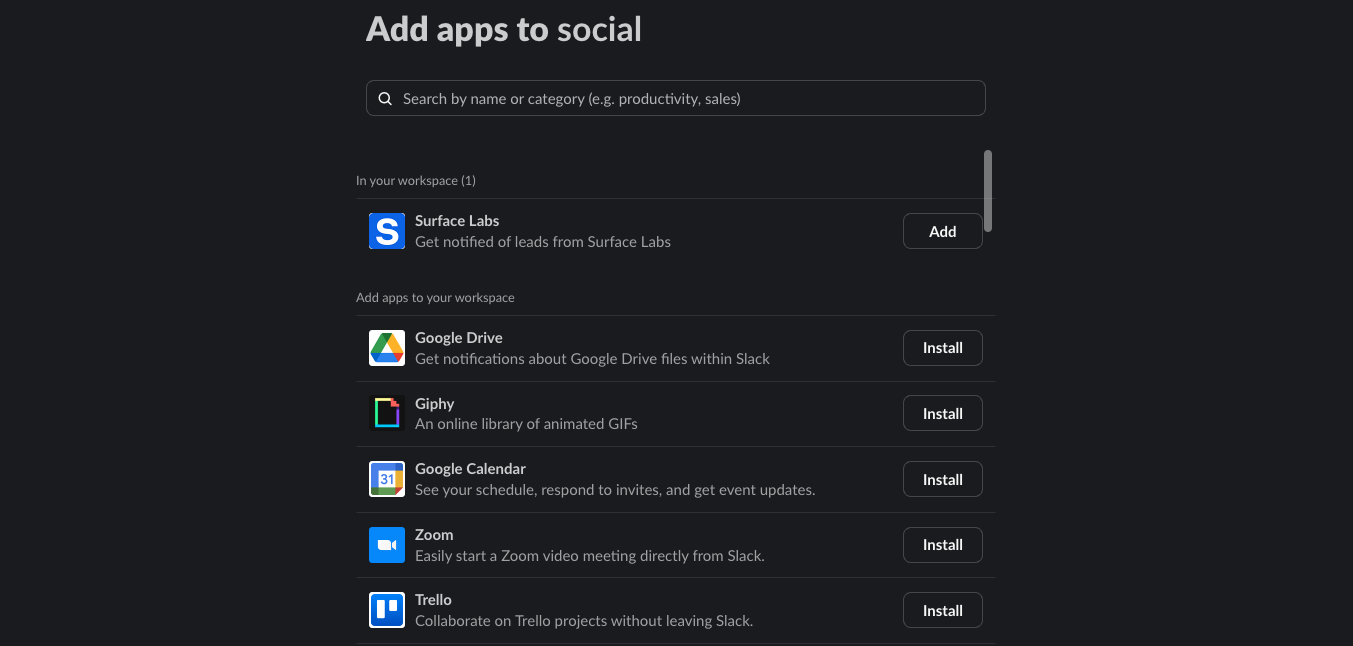 Add apps to social
Search by name or category (e.g. productivity, sales)
In your workspace (1)
S
Surface Labs
Get notified of leads from Surface Labs
Add
Add apps to your workspace
Google Drive
Get notifications about Google Drive files within Slack
Install
Giphy
An online library of animated GIFs
Install
31
Google Calendar
See your schedule, respond to invites, and get event updates.
Install
Zoom
Easily start a Zoom video meeting directly from Slack.
Install
Trello
Collaborate on Trello projects without leaving Slack.
Install